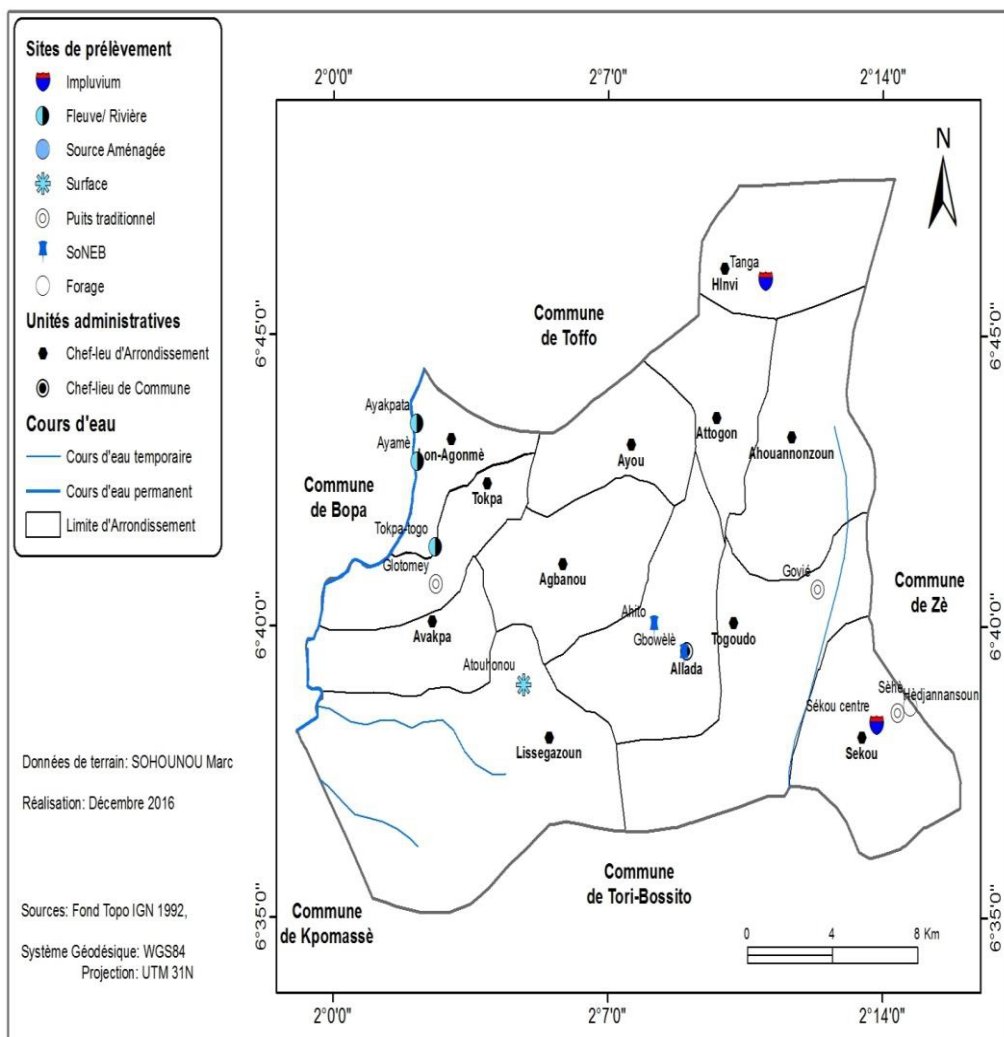 Sites de prélèvement
Impluvium
Fleuve/ Rivière
Source Aménagée
Surface
Puits traditionnel
SoNEB
Forage
Unités administratives
Chef-leu d'Arrondissement
Chef-lieu de Commune
Cours d'eau
Cours d'eau temporaire
Cours d'eau permanent
Limite d'Arrondissement
2°0'0"
2°7'0"
2°14'0"
N
Tanga
HInvi
Commune
de Toffo
6°45'0"
6°45'0"
Ayakpata
Ayamè
Lon-Agonmè
Attogon
Ahouannonzoun
Ayou
Commune
de Bopa
Tokpa
Tokpa-togo
Glotomey
Agbanou
Govié
Commune
de Zè
6°40'0"
6°40'0"
Avakpa
Ahito
Gbowèlè
Allada
Togoudo
Atouhonou
Sékou centre
Sèhè
Hèdjannansoun
Lissegazoun
Sekou
Données de terrain: SOHOUNOU Marc
Réalisation: Décembre 2016
Commune
de Tori-Bossito
Sources: Fond Topo IGN 1992,
Commune
de Kpomassè
6°35'0"
6°35'0"
Système Géodésique: WGS84
Projection: UTM 31N
0 4 8 Km
2°0'0"
2°7'0"
2°14'0"